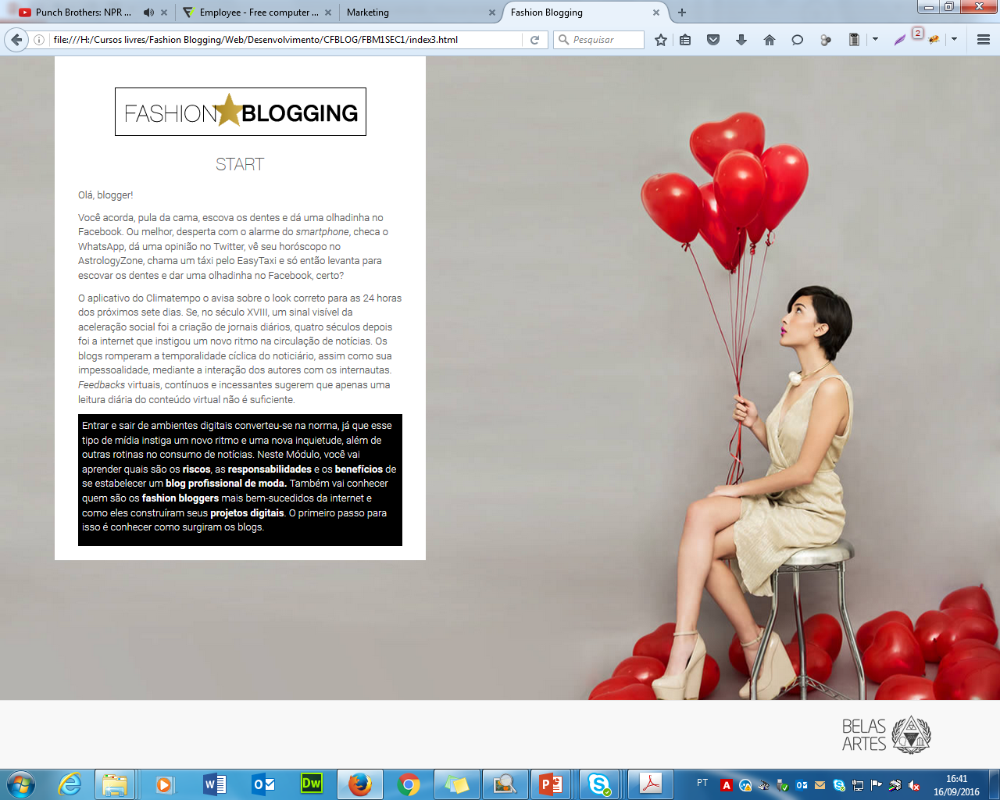 Punch Brothers: NPR ...
Employee - Free computer ...
Marketing
Fashion Blogging
file:///H:/Cursos livres/Fashion Blogging/Web/Desenvolvimento/CFBLOG/FBM1SEC1/index3.html
Pesquisar
2
FASHION BLOGGING
START
Olá, blogger!
Você acorda, pula da cama, escova os dentes e dá uma olhadinha no
Facebook. Ou melhor, desperta com o alarme do smartphone, checa o
WhatsApp, dá uma opinião no Twitter, vê seu horóscopo no
AstrologyZone, chama um táxi pelo EasyTaxi e só então levanta para
escovar os dentes e dar uma olhadinha no Facebook, certo?
O aplicativo do Climatempo o avisa sobre o look correto para as 24 horas
dos próximos sete dias. Se, no século XVIII, um sinal visível da
aceleração social foi a criação de jornais diários, quatro séculos depois
foi a internet que instigou um novo ritmo na circulação de notícias. Os
blogs romperam a temporalidade cíclica do noticiário, assim como sua
impessoalidade, mediante a interação dos autores com os internautas.
Feedbacks virtuais, contínuos e incessantes sugerem que apenas uma
leitura diária do conteúdo virtual não é suficiente.
Entrar e sair de ambientes digitais converteu-se na norma, já que esse
tipo de mídia instiga um novo ritmo e uma nova inquietude, além de
outras rotinas no consumo de notícias. Neste Módulo, você vai
aprender quais são os riscos, as responsabilidades e os benefícios de
se estabelecer um blog profissional de moda. Também vai conhecer
quem são os fashion bloggers mais bem-sucedidos da internet e
como eles construíram seus projetos digitais. O primeiro passo para
isso é conhecer como surgiram os blogs.
BELAS
ARTES
Dw
PT
16:41
16/09/2016